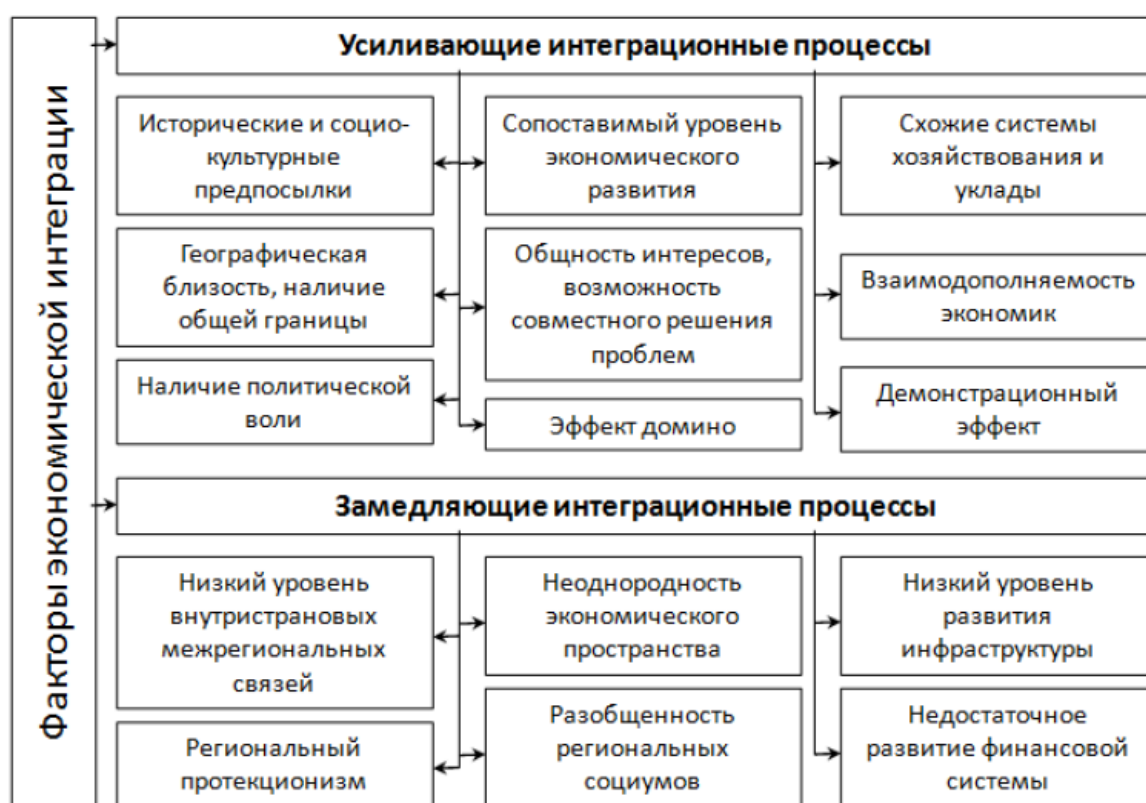 Факторы экономической интеграции
Усиливающие интеграционные процессы
Исторические и социо-
культурные
предпосылки
Сопоставимый уровень
экономического
развития
Схожие системы
хозяйствования и
уклады
Географическая
близость, наличие
общей границы
Общность интересов,
возможность
совместного решения
проблем
Взаимодополняемость
экономик
Наличие политической
воли
Эффект домино
Демонстрационный
эффект
Замедляющие интеграционные процессы
Низкий уровень
внутристрановых
межрегиональных
связей
Неоднородность
экономического
пространства
Низкий уровень
развития
инфраструктуры
Региональный
протекционизм
Разобщенность
региональных
социумов
Недостаточное
развитие финансовой
системы